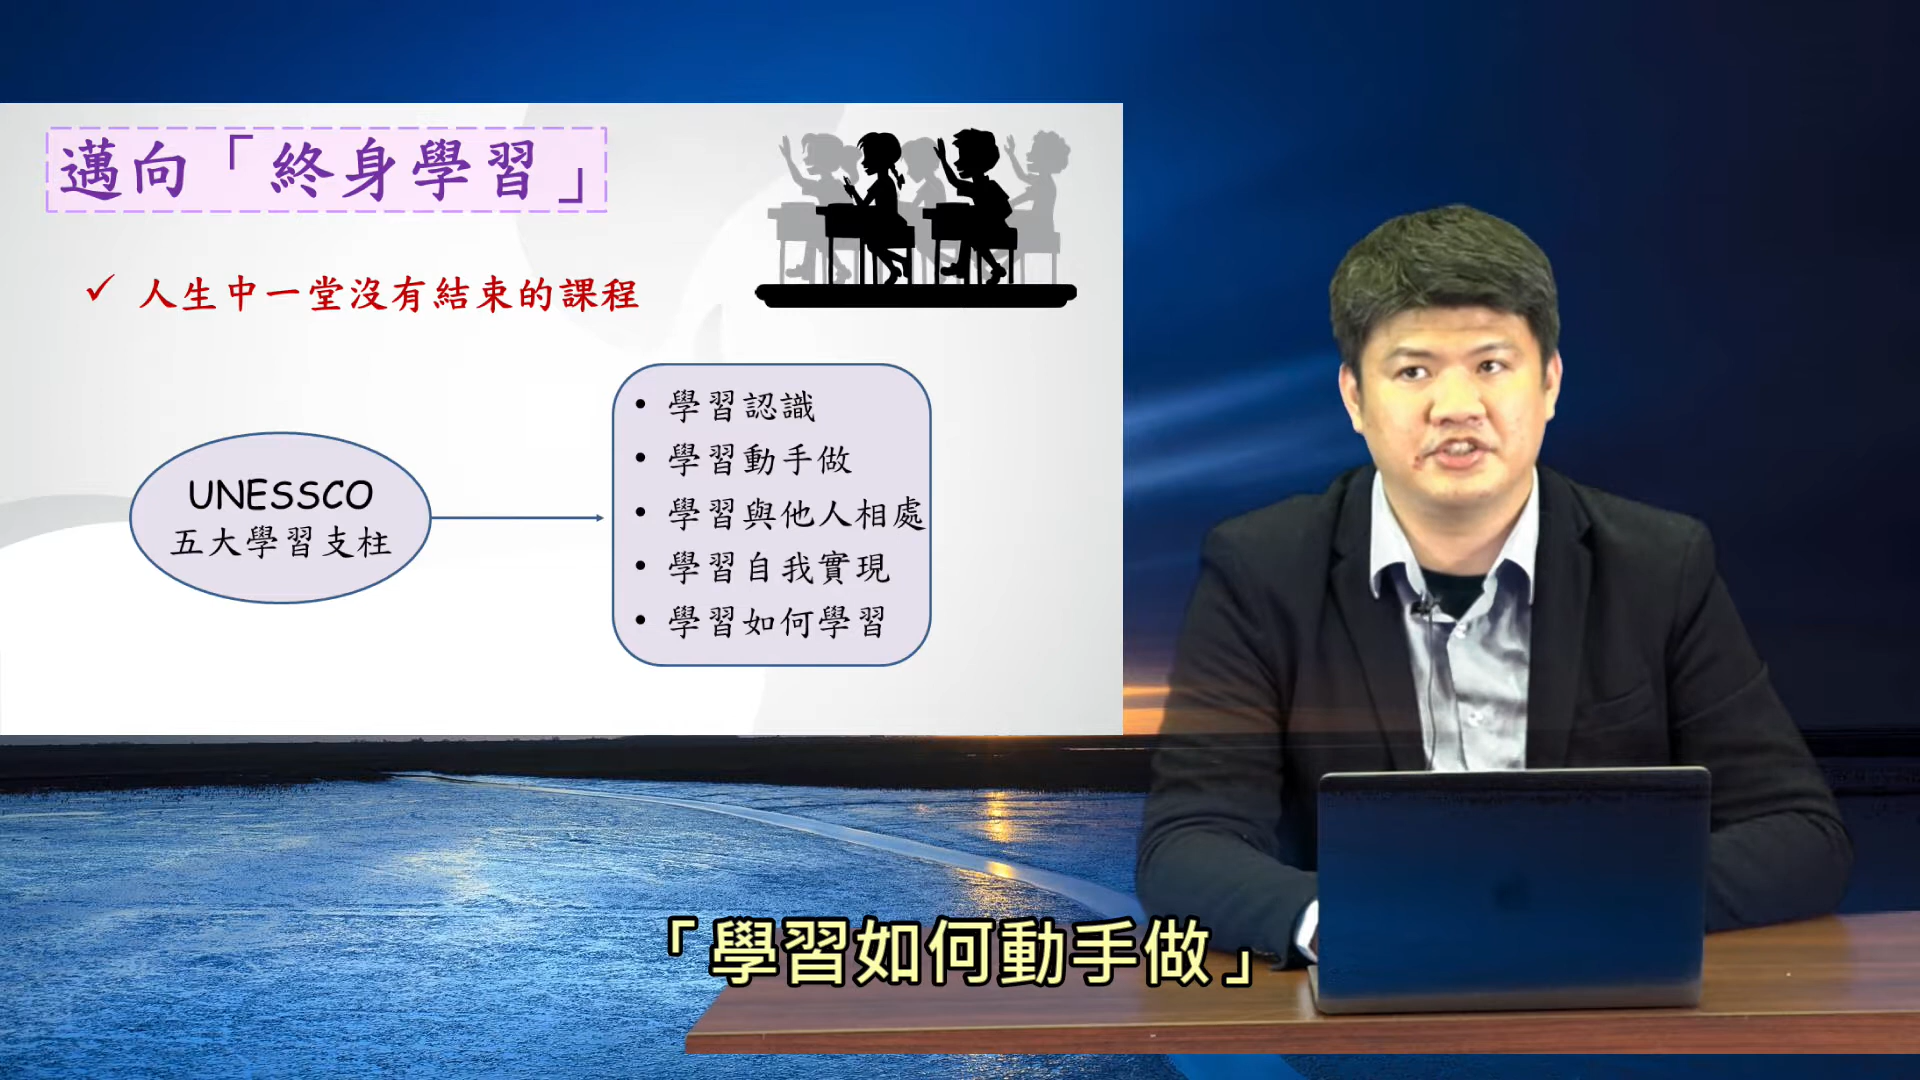 邁向「終身學習」
✓ 人生中一堂沒有結束的課程
UNESSCO
五大學習支柱
• 學習認識
• 學習動手做
• 學習與他人相處
• 學習自我實現
• 學習如何學習
「學習如何動手做」